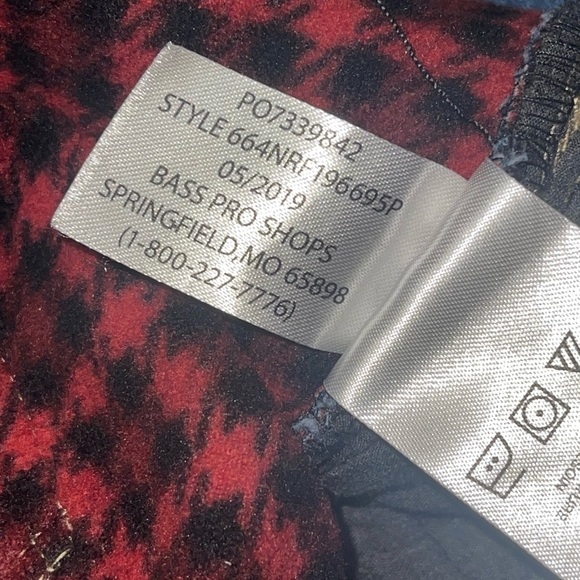 PO7339842
STYLE 664NRF196695P
05/2019
BASS PRO SHOPS
SPRINGFIELD,MO 65898
(1-800-227-7776)